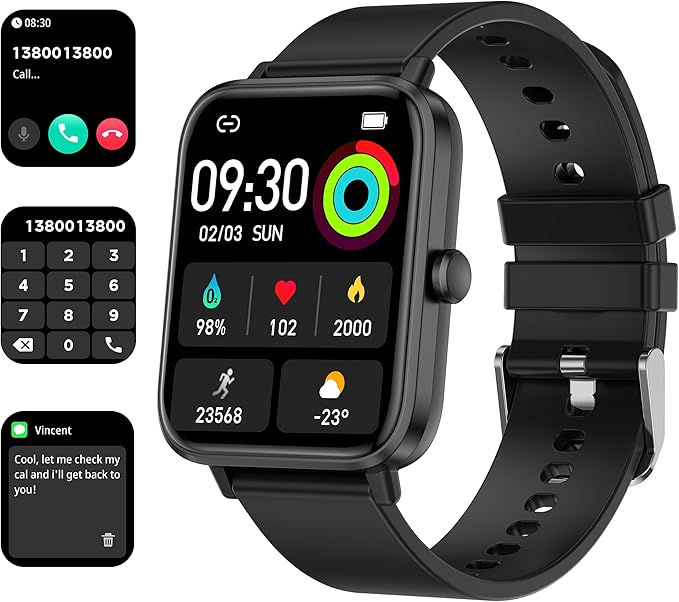 08:30
1380013800
Call...
1380013800
1 2 3
4 5 6
7 8 9
0
Vincent
Cool, let me check my
cal and i'll get back to
you!
09:30
02/03 SUN
O2
98% 102 2000
23568 -23°